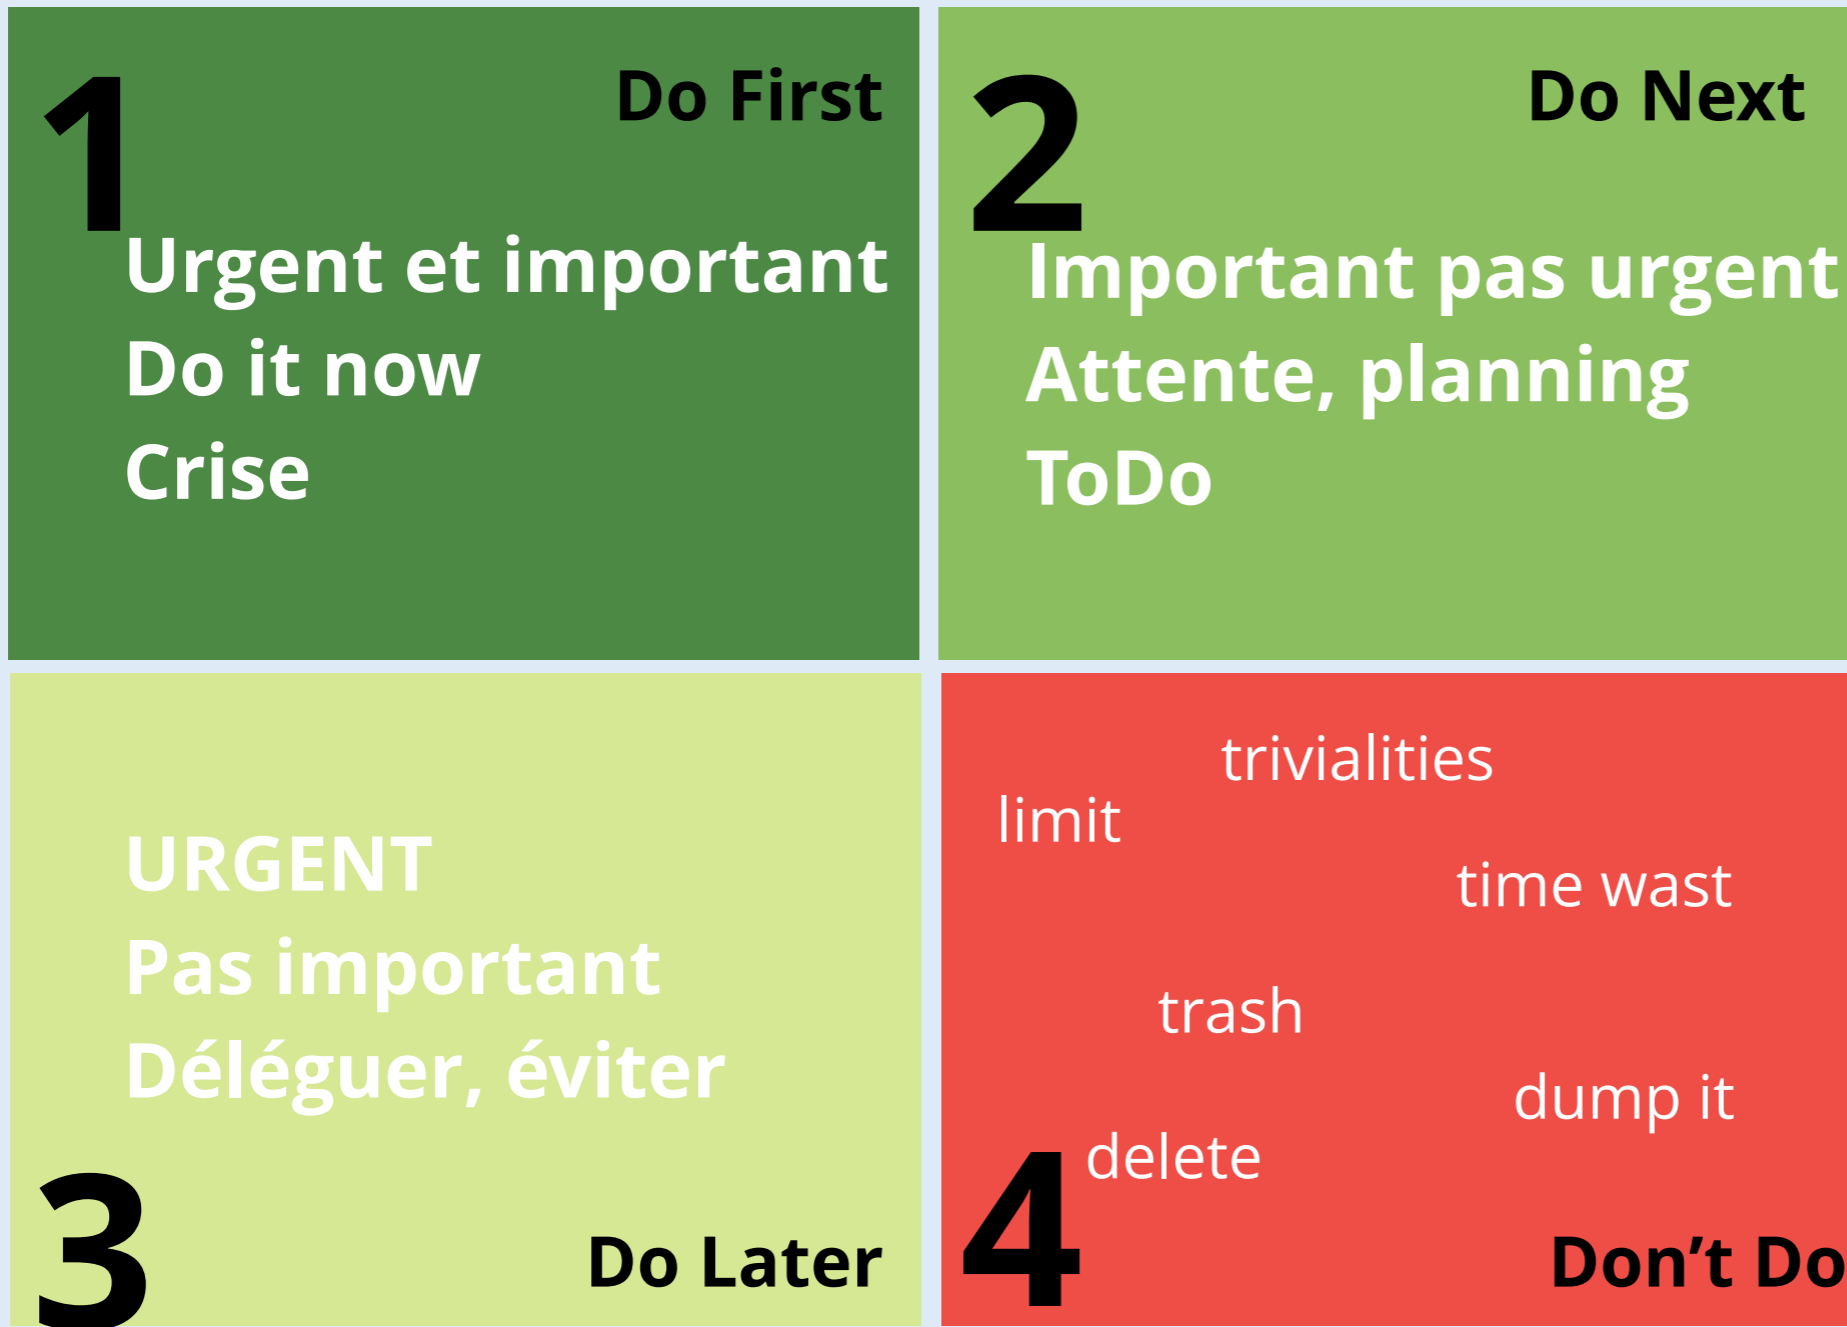 1
Do First
Urgent et important
Do it now
Crise
2
Do Next
Important pas urgent
Attente, planning
ToDo
URGENT
Pas important
Déléguer, éviter
3
Do Later
trivialities
limit
time wast
trash
dump it
delete
4
Don’t Do